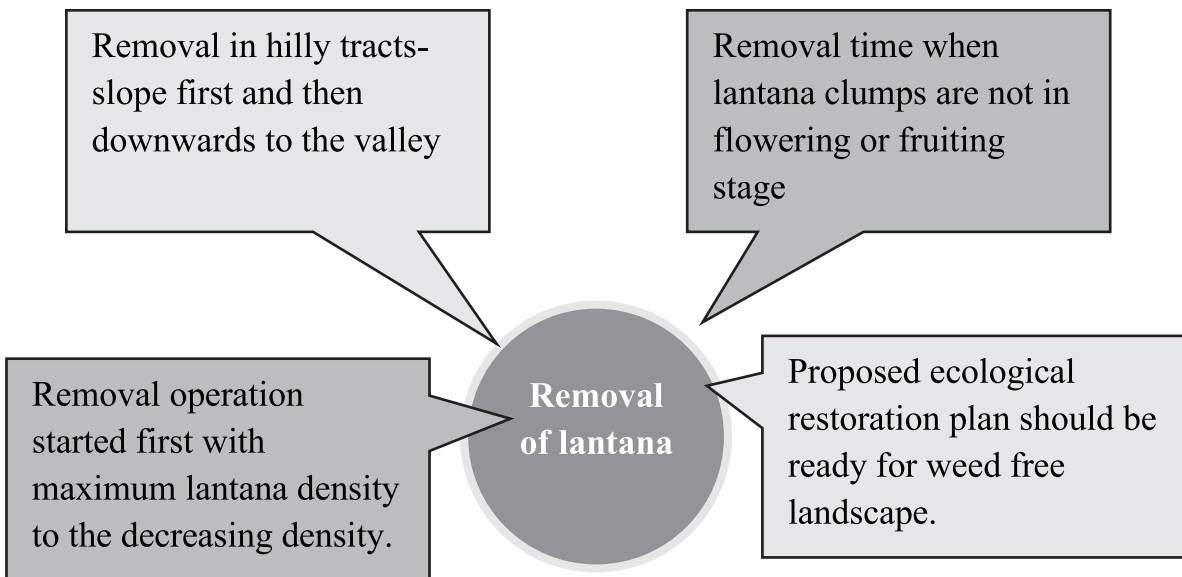 Removal in hilly tracts-
slope first and then
downwards to the valley
Removal time when
lantana clumps are not in
flowering or fruiting
stage
Removal operation
started first with
maximum lantana density
to the decreasing density.
Removal
of lantana
Proposed ecological
restoration plan should be
ready for weed free
landscape.